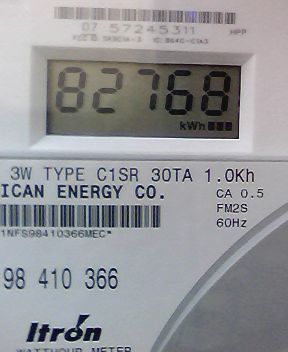 07 57245311 HPP
82768
kWh
3W TYPE C1SR 30TA 1.0Kh
ICAN ENERGY CO. CA 0.5
FM2S
60Hz
1NFS98410366MEC*
98 410 366
Itron
WATTHOUR METER